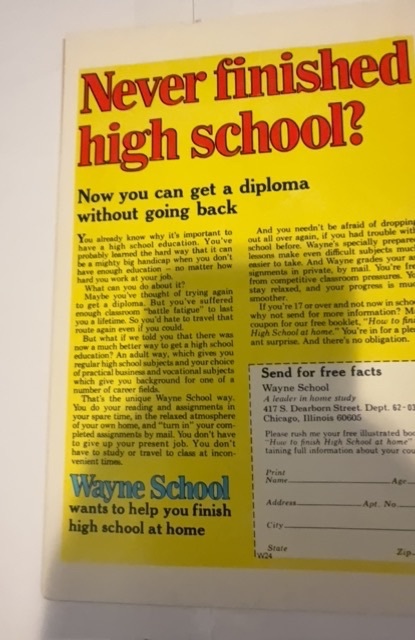 Never finished
high school?
Now you can get a diploma
without going back
You already know why it's important to
have a high school education. You've
probably learned the hard way that it can
be a mighty big handicap when you don't
have enough education — no matter how
hard you work at your job.
What can you do about it?
Maybe you've thought of trying again
to get a diploma. But you've suffered
enough classroom "battle fatigue" to last
you a lifetime. So you'd hate to travel that
route again even if you could.
But what if we told you that there was
now a much better way to get a high school
education? An adult way, which gives you
regular high school subjects and your choice
of practical business and vocational subjects
which give you background for one of a
number of career fields.
That's the unique Wayne School way.
You do your reading and assignments in
your spare time, in the relaxed atmosphere
of your own home, and "turn in" your com-
pleted assignments by mail. You don't have
to give up your present job. You don't
have to study or travel to class at incon-
venient times.
Wayne School
wants to help you finish
high school at home
And you needn't be afraid of droppin
out all over again, if you had trouble wit
school before. Wayne's specially prepare
lessons make even difficult subjects muc
easier to take. And Wayne grades your as
signments in private, by mail. You're fre
from competitive classroom pressures. Yo
stay relaxed, and your progress is mu
smoother.
If you're 17 or over and not now in scho
why not send for more information? M
coupon for our free booklet, "How to fin
High School at home." You're in for a plea
ant surprise. And there's no obligation.
Send for free facts
Wayne School
A leader in home study
417 S. Dearborn Street, Dept. 62-01
Chicago, Illinois 60605
Please rush me your free illustrated boo
"How to finish High School at home"
taining full information about your cou
Print
Name Age
Address Apt. No.
City
State Zip
W24